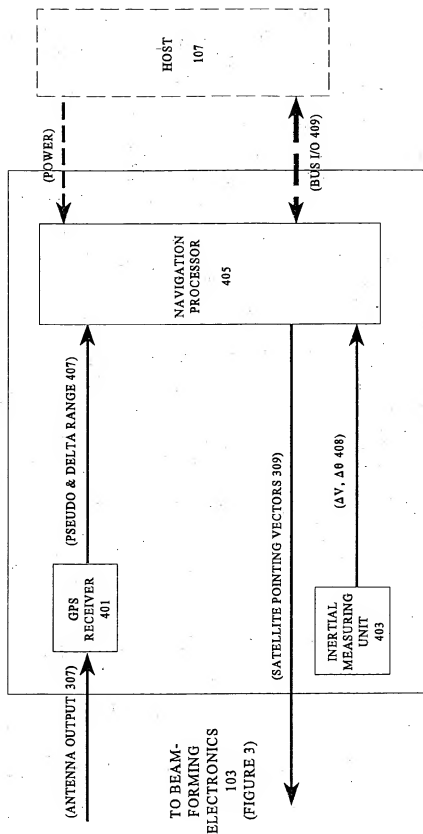 HOST
107
(POWER)
(BUS I/O 409)
NAVIGATION
PROCESSOR
405
(PSEUDO & DELTA RANGE 407)
(SATELLITE POINTING VECTORS 309)
(ΔV, Δθ 408)
GPS
RECEIVER
401
INERTIAL
MEASURING
UNIT
403
(ANTENNA OUTPUT 307)
TO BEAM-
FORMING
ELECTRONICS
103
(FIGURE 3)